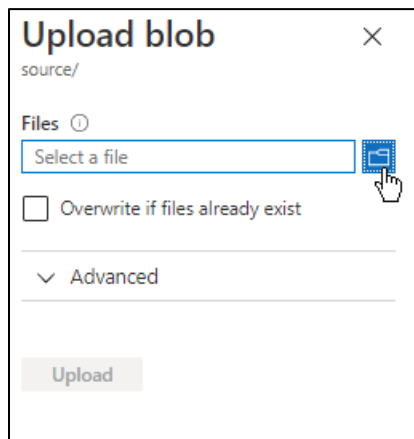 Upload blob
source/
Files
Select a file
Overwrite if files already exist
Advanced
Upload